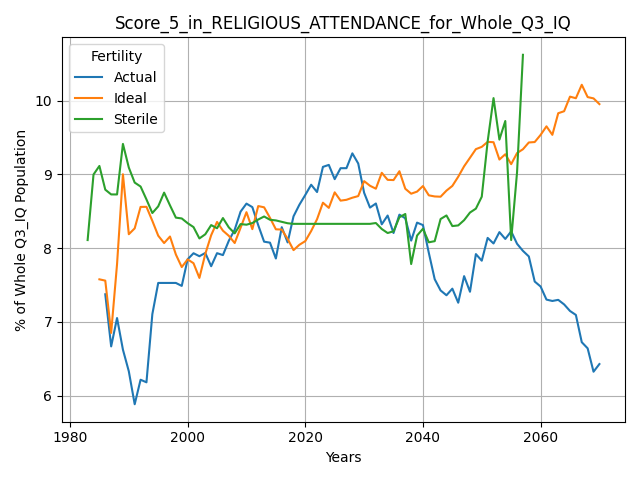 Score_5_in_RELIGIOUS_ATTENDANCE_for_Whole_Q3_IQ
Fertility
Actual
Ideal
Sterile
% of Whole Q3_IQ Population
10
9
8
7
6
1980
2000
2020
2040
2060
Years